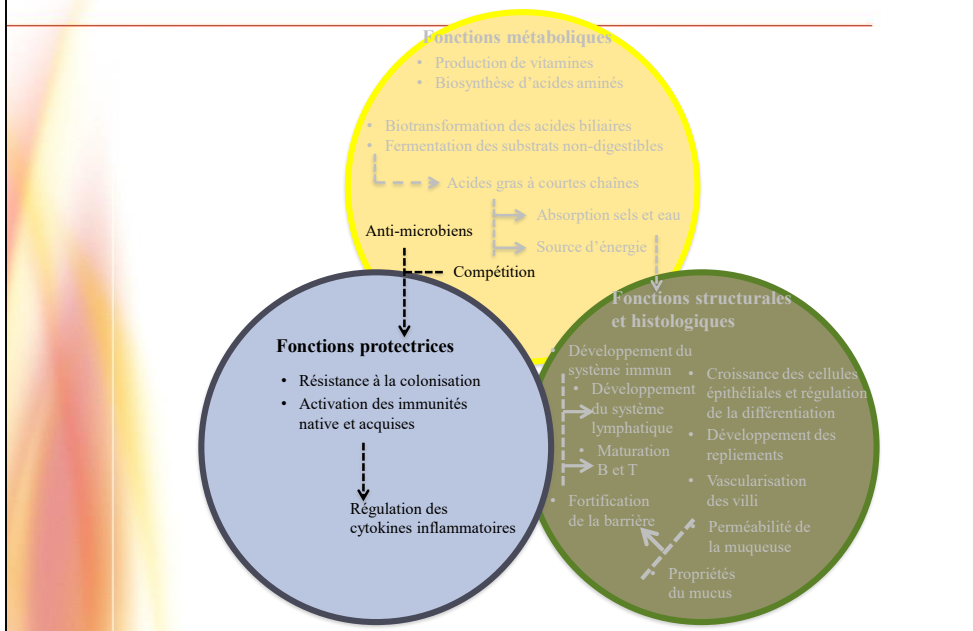 Fonctions métaboliques
• Production de vitamines
• Biosynthèse d’acides aminés
• Biotransformation des acides biliaires
• Fermentation des substrats non-digestibles
Acides gras à courtes chaînes
Absorption sels et eau
Source d’énergie
Anti-microbiens
Compétition
Fonctions protectrices
• Résistance à la colonisation
• Activation des immunités
native et acquises
Régulation des
cytokines inflammatoires
Fonctions structurales
et histologiques
• Développement du
système immun
• Développement
du système
lymphatique
• Maturation
B et T
• Fortification
de la barrière
• Croissance des cellules
épithéliales et régulation
de la différentiation
• Développement des
repliements
• Vascularisation
des villi
• Perméabilité de
la muqueuse
• Propriétés
du mucus